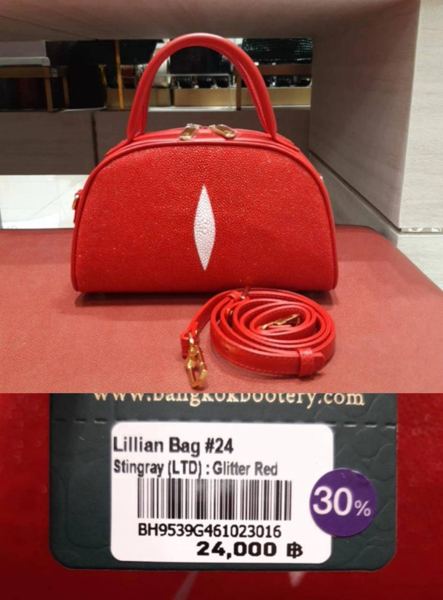 www.bangkokbootery.com
Lillian Bag #24
Stingray (LTD) : Glitter Red
30%
BH9539G461023016
24,000 ฿